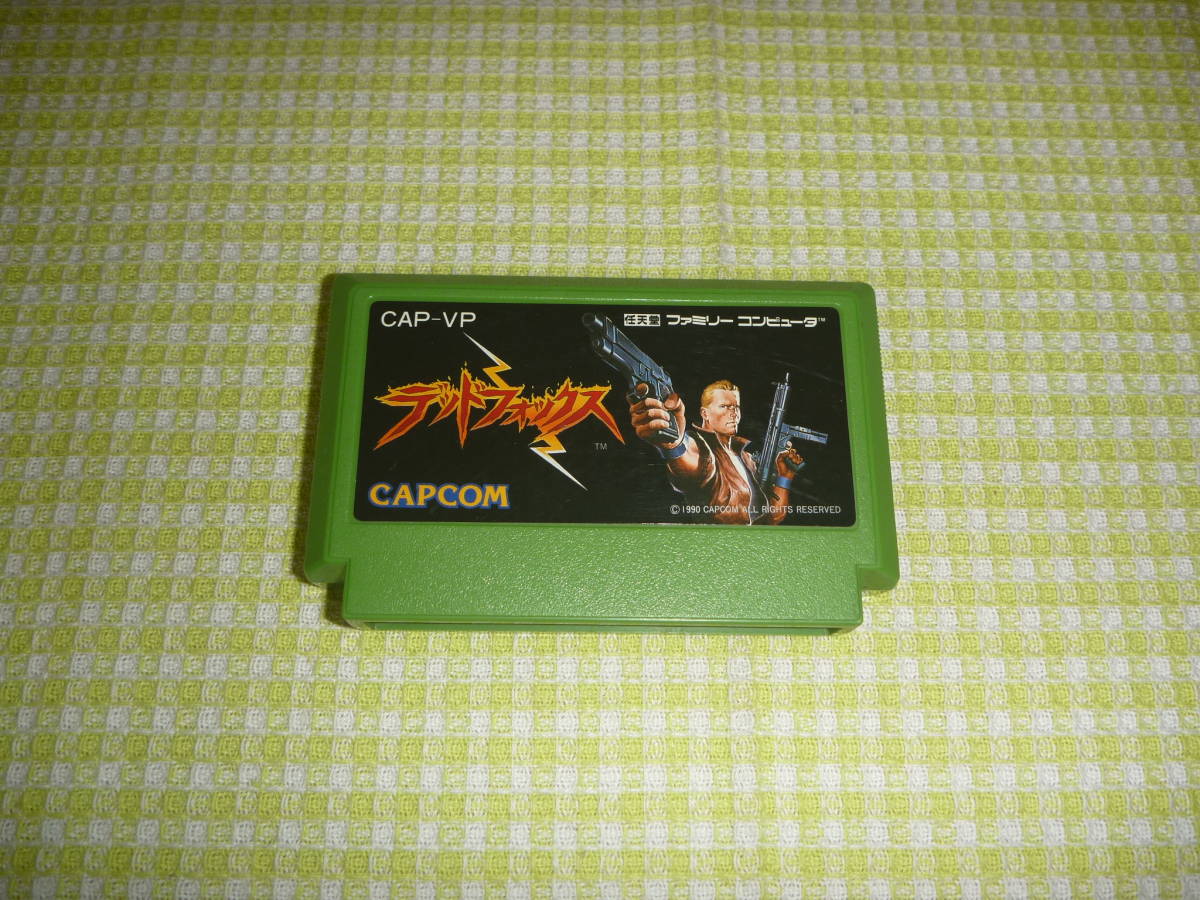 CAP-VP
任天堂 ファミリー コンピュータ™
デッドフォックス
TM
CAPCOM
© 1990 CAPCOM ALL RIGHTS RESERVED